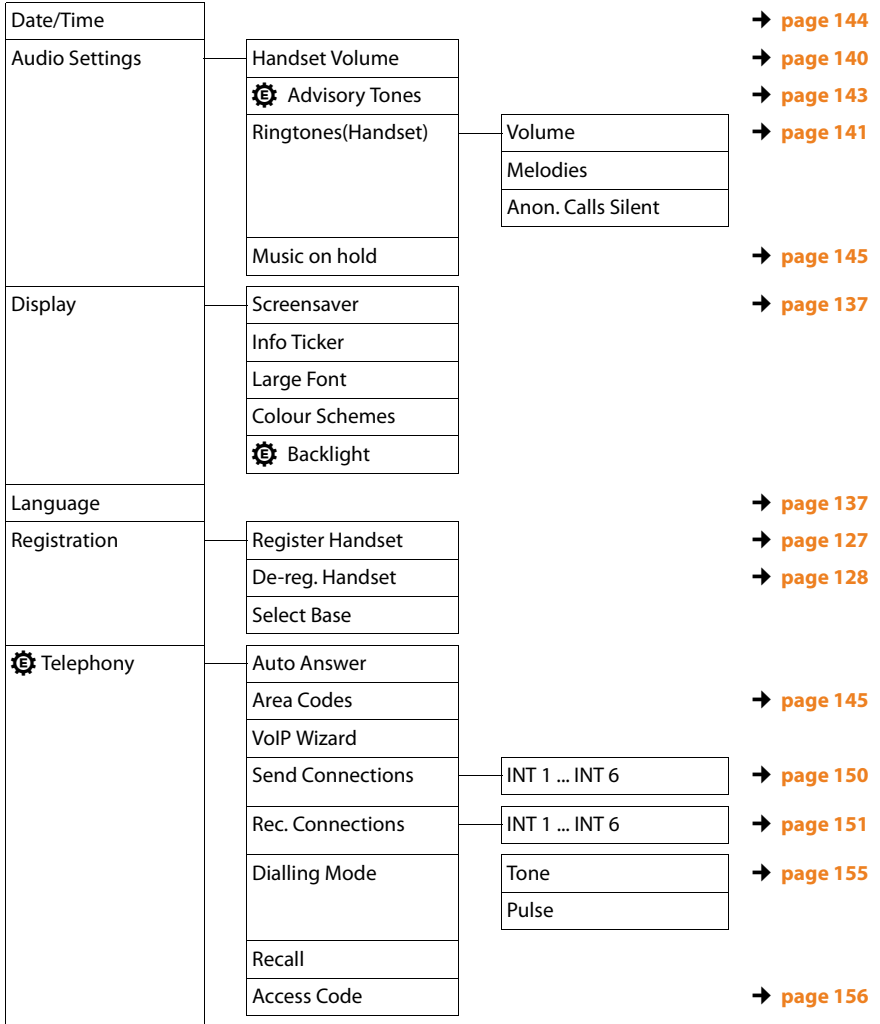 Date/Time → page 144
Audio Settings Handset Volume → page 140
E Advisory Tones → page 143
Ringtones(Handset) Volume → page 141
Melodies
Anon. Calls Silent
Music on hold → page 145
Display Screensaver → page 137
Info Ticker
Large Font
Colour Schemes
E Backlight
Language → page 137
Registration Register Handset → page 127
De-reg. Handset → page 128
Select Base
E Telephony Auto Answer
Area Codes → page 145
VoIP Wizard
Send Connections INT 1 ... INT 6 → page 150
Rec. Connections INT 1 ... INT 6 → page 151
Dialling Mode Tone → page 155
Pulse
Recall
Access Code → page 156